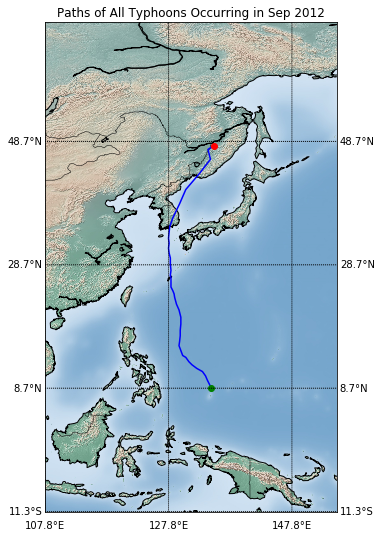 Paths of All Typhoons Occurring in Sep 2012
48.7°N 48.7°N
28.7°N 28.7°N
8.7°N 8.7°N
11.3°S 11.3°S
107.8°E 127.8°E 147.8°E